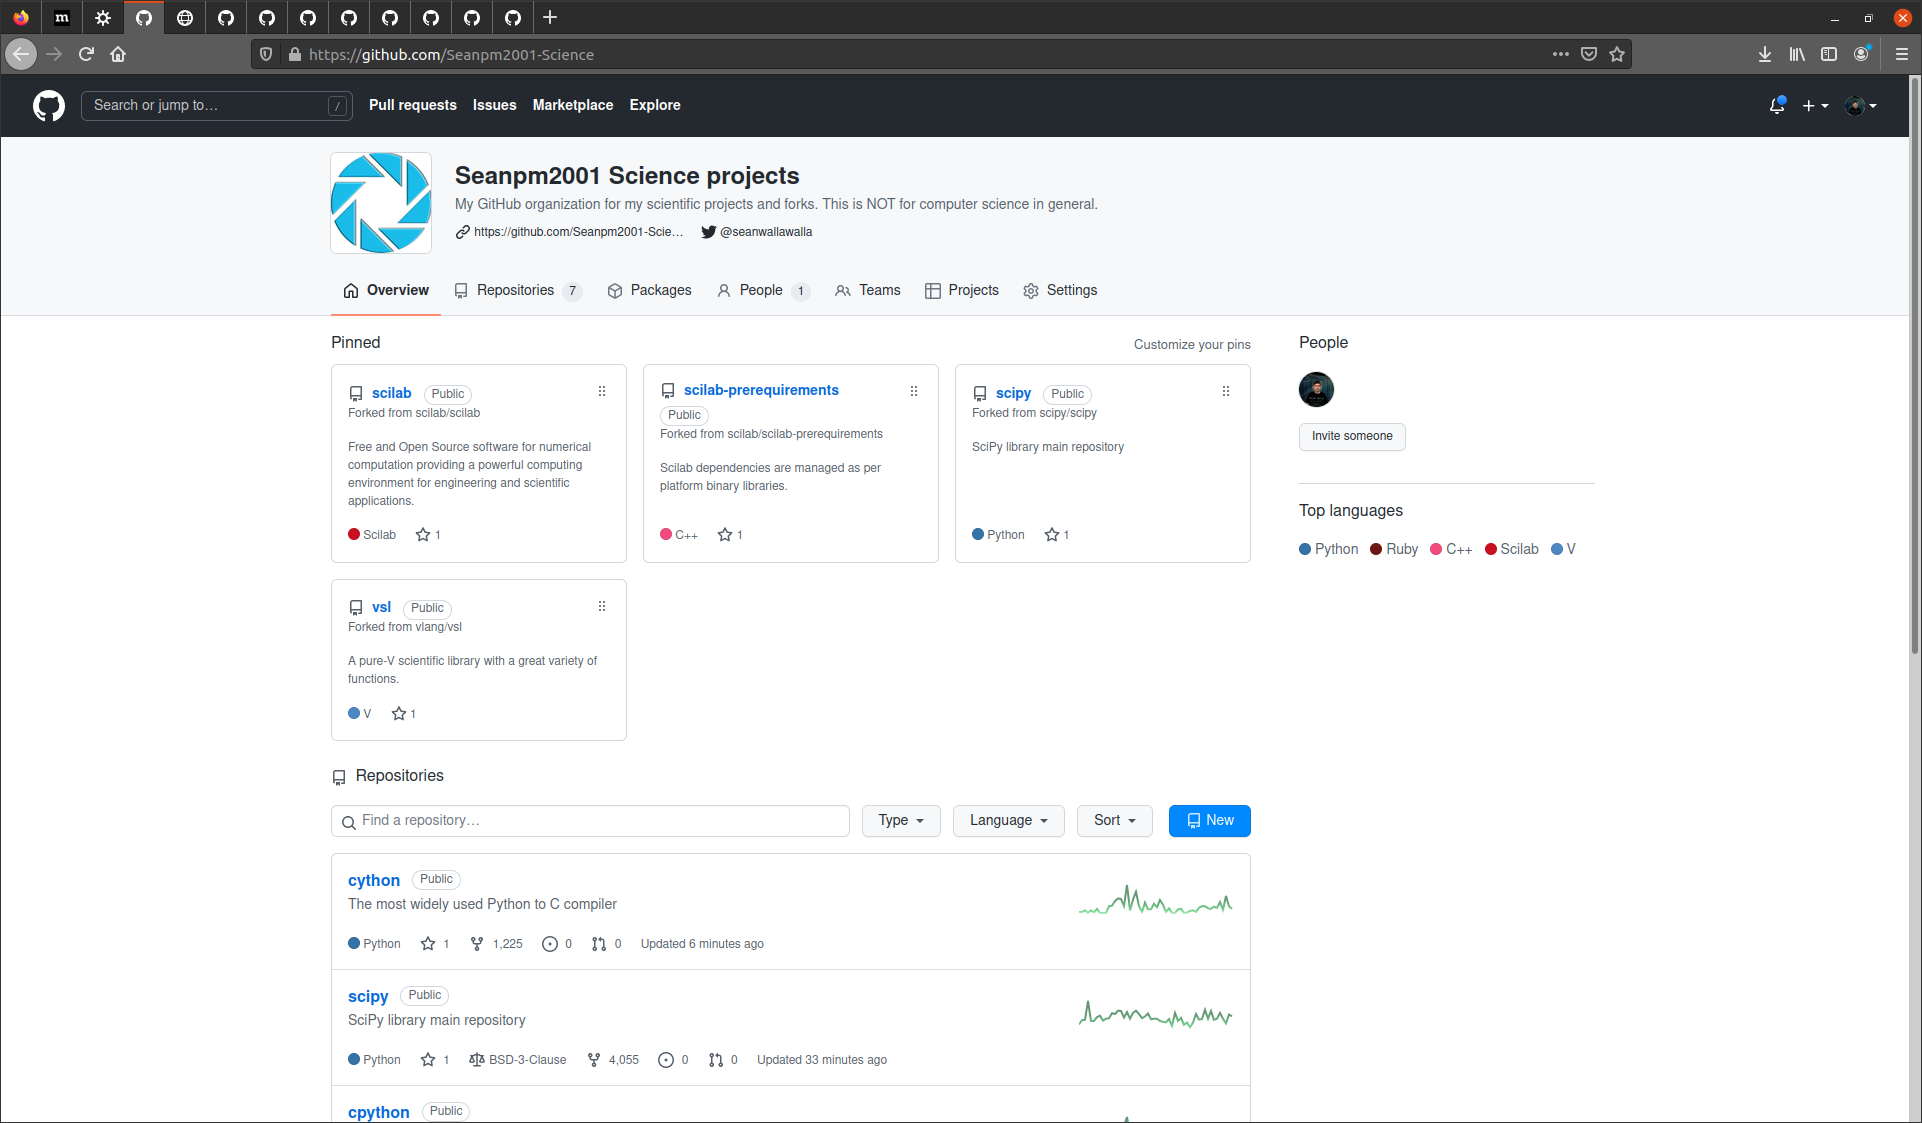 m
https://github.com/Seanpm2001-Science
Search or jump to…
/
Pull requests
Issues
Marketplace
Explore
Seanpm2001 Science projects
My GitHub organization for my scientific projects and forks. This is NOT for computer science in general.
https://github.com/Seanpm2001-Scie… @seanwallawalla
Overview
Repositories 7
Packages
People 1
Teams
Projects
Settings
Pinned
Customize your pins
scilab Public
Forked from scilab/scilab
Free and Open Source software for numerical
computation providing a powerful computing
environment for engineering and scientific
applications.
Scilab 1
scilab-prerequirements
Public
Forked from scilab/scilab-prerequirements
Scilab dependencies are managed as per
platform binary libraries.
C++ 1
scipy Public
Forked from scipy/scipy
SciPy library main repository
Python 1
vsl Public
Forked from vlang/vsl
A pure-V scientific library with a great variety of
functions.
V 1
People
Invite someone
Top languages
Python Ruby C++ Scilab V
Repositories
Find a repository…
Type
Language
Sort
New
cython Public
The most widely used Python to C compiler
Python 1 1,225 0 0 Updated 6 minutes ago
scipy Public
SciPy library main repository
Python 1 BSD-3-Clause 4,055 0 0 Updated 33 minutes ago
cpython Public